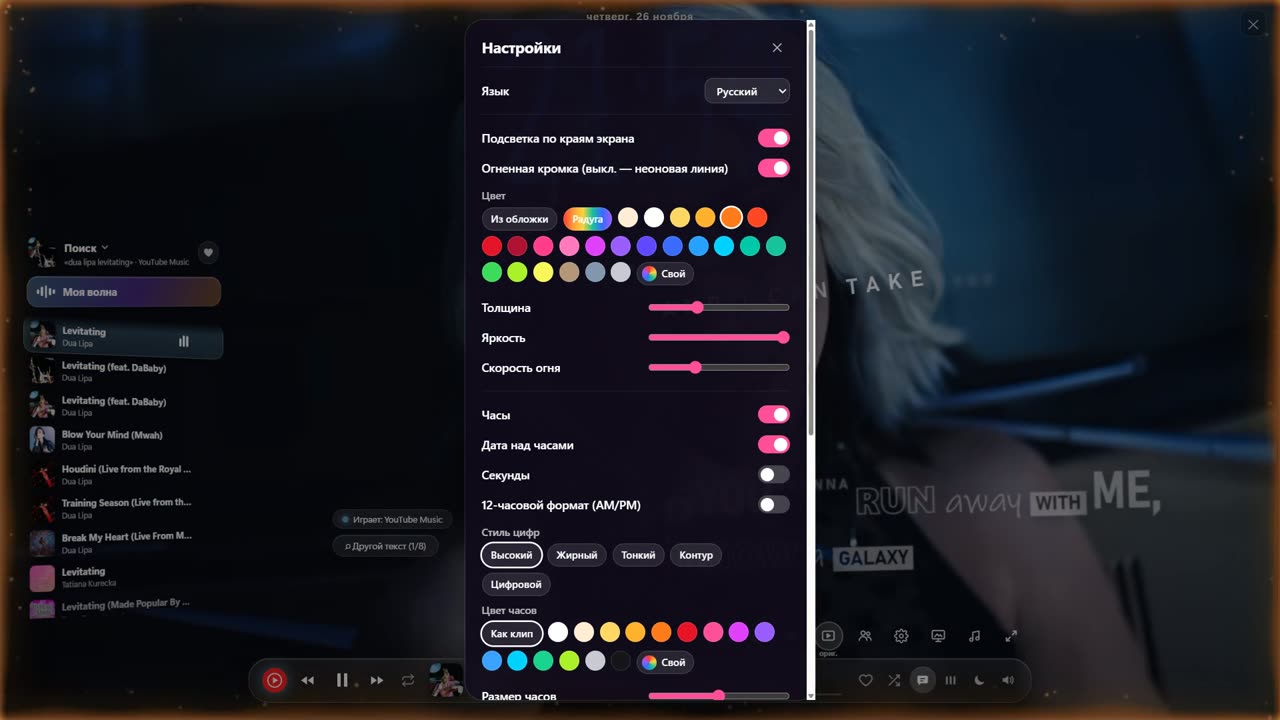 четверг, 26 ноября
Настройки
Язык
Русский
Подсветка по краям экрана
Огненная кромка (выкл. — неоновая линия)
Цвет
Из обложки
Радуга
Свой
Толщина
Яркость
Скорость огня
Часы
Дата над часами
Секунды
12-часовой формат (AM/PM)
Стиль цифр
Высокий
Жирный
Тонкий
Контур
Цифровой
Цвет часов
Как клип
Свой
Размер часов
Поиск
«dua lipa levitating» · YouTube Music
Моя волна
Levitating
Dua Lipa
Levitating (feat. DaBaby)
Dua Lipa
Levitating (feat. DaBaby)
Dua Lipa
Blow Your Mind (Mwah)
Dua Lipa
Houdini (Live from the Royal ...
Dua Lipa
Training Season (Live from th...
Dua Lipa
Break My Heart (Live From M...
Dua Lipa
Levitating
Tatiana Kurecka
Levitating (Made Popular By ...
Играет: YouTube Music
Другой текст (1/8)
TAKE
RUN away WITH ME,
GALAXY
ориг.